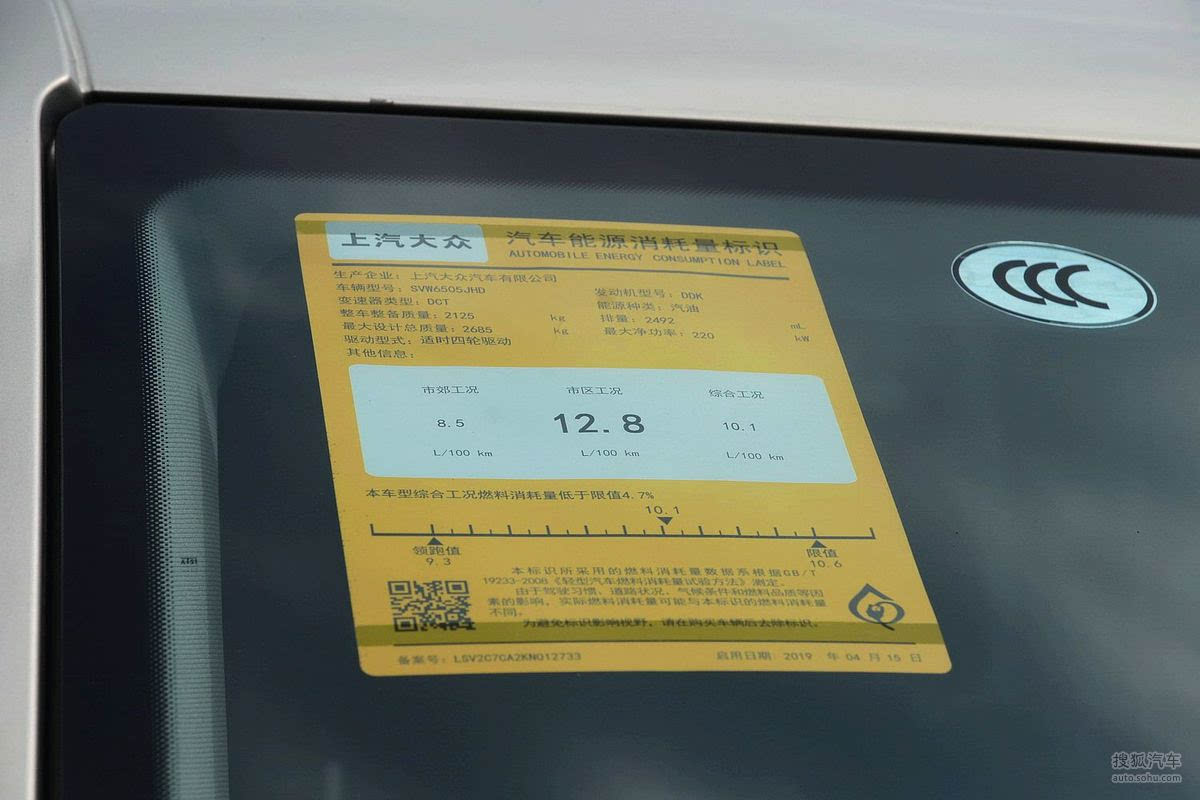 上汽大众 汽车能源消耗量标识
AUTOMOBILE ENERGY CONSUMPTION LABEL
生产企业：上汽大众汽车有限公司
车辆型号：SVW6505JHD 发动机型号：DDK
变速器类型：DCT 能源种类：汽油
整车整备质量：2125 kg 排量：2492 mL
最大设计总质量：2685 kg 最大净功率：220 kW
驱动型式：适时四轮驱动
其他信息：
市郊工况 市区工况 综合工况
8.5 12.8 10.1
L/100 km L/100 km L/100 km
本车型综合工况燃料消耗量低于限值4.7%
10.1
领跑值 限值
9.3 10.6
本标识所采用的燃料消耗量数据系根据GB/T
19233-2008《轻型汽车燃料消耗量试验方法》测定。
由于驾驶习惯、道路状况、气候条件和燃料品质等因
素的影响，实际燃料消耗量可能与本标识的燃料消耗量
不同。
为避免标识影响视野，请在购买车辆后去除标识。
备案号：LSV2C7CA2KN012733 启用日期：2019 年 04 月 15 日
CCC
搜狐汽车
auto.sohu.com